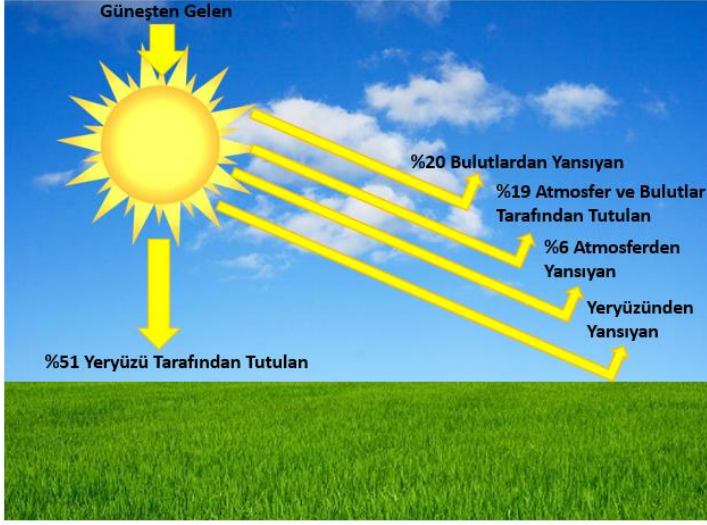 Güneşten Gelen
%20 Bulutlardan Yansıyan
%19 Atmosfer ve Bulutlar
Tarafından Tutulan
%6 Atmosferden
Yansıyan
Yeryüzünden
Yansıyan
%51 Yeryüzü Tarafından Tutulan